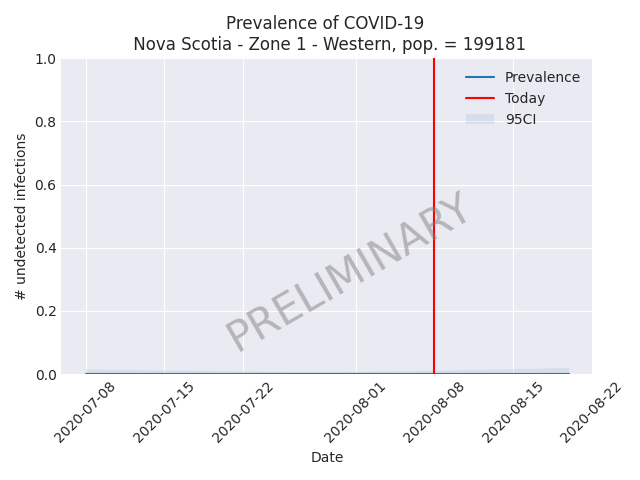 Prevalence of COVID-19
Nova Scotia - Zone 1 - Western, pop. = 199181
1.0
0.8
0.6
0.4
0.2
0.0
# undetected infections
Prevalence
Today
95CI
PRELIMINARY
2020-07-08
2020-07-15
2020-07-22
2020-08-01
2020-08-08
2020-08-15
2020-08-22
Date